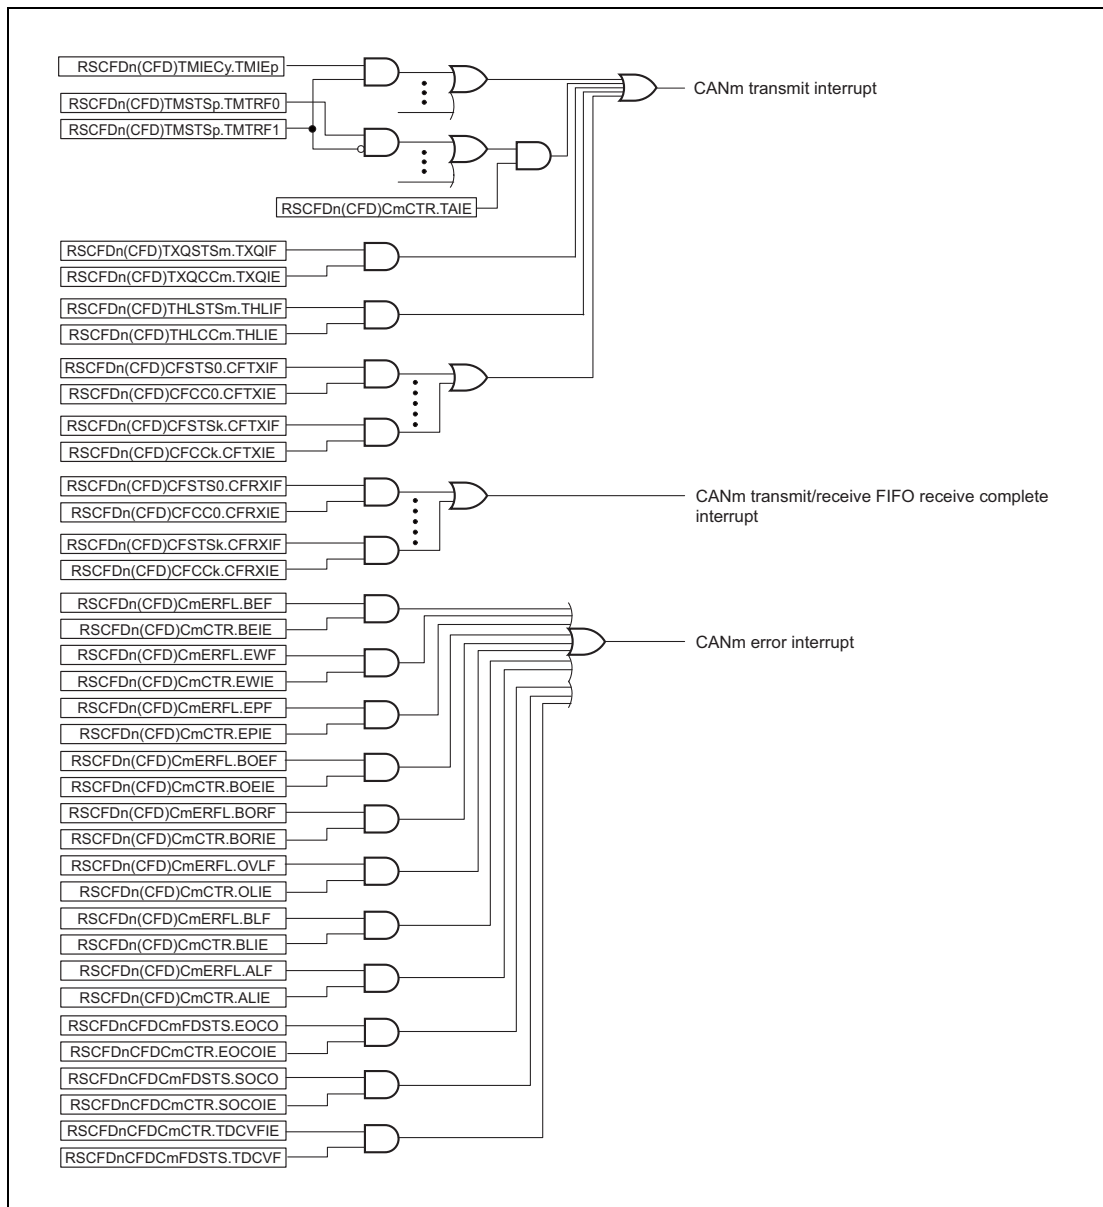 RSCFDn(CFD)TMIECy.TMIEp
RSCFDn(CFD)TMSTSp.TMTRF0
RSCFDn(CFD)TMSTSp.TMTRF1
CANm transmit interrupt
RSCFDn(CFD)CmCTR.TAIE
RSCFDn(CFD)TXQSTSm.TXQIF
RSCFDn(CFD)TXQCCm.TXQIE
RSCFDn(CFD)THLSTSm.THLIF
RSCFDn(CFD)THLCCm.THLIE
RSCFDn(CFD)CFSTS0.CFTXIF
RSCFDn(CFD)CFCC0.CFTXIE
RSCFDn(CFD)CFSTSk.CFTXIF
RSCFDn(CFD)CFCCk.CFTXIE
RSCFDn(CFD)CFSTS0.CFRXIF
RSCFDn(CFD)CFCC0.CFRXIE
CANm transmit/receive FIFO receive complete
interrupt
RSCFDn(CFD)CFSTSk.CFRXIF
RSCFDn(CFD)CFCCk.CFRXIE
RSCFDn(CFD)CmERFL.BEF
RSCFDn(CFD)CmCTR.BEIE
CANm error interrupt
RSCFDn(CFD)CmERFL.EWF
RSCFDn(CFD)CmCTR.EWIE
RSCFDn(CFD)CmERFL.EPF
RSCFDn(CFD)CmCTR.EPIE
RSCFDn(CFD)CmERFL.BOEF
RSCFDn(CFD)CmCTR.BOEIE
RSCFDn(CFD)CmERFL.BORF
RSCFDn(CFD)CmCTR.BORIE
RSCFDn(CFD)CmERFL.OVLF
RSCFDn(CFD)CmCTR.OLIE
RSCFDn(CFD)CmERFL.BLF
RSCFDn(CFD)CmCTR.BLIE
RSCFDn(CFD)CmERFL.ALF
RSCFDn(CFD)CmCTR.ALIE
RSCFDnCFDCmFDSTS.EOCO
RSCFDnCFDCmCTR.EOCOIE
RSCFDnCFDCmFDSTS.SOCO
RSCFDnCFDCmCTR.SOCOIE
RSCFDnCFDCmCTR.TDCVFIE
RSCFDnCFDCmFDSTS.TDCVF